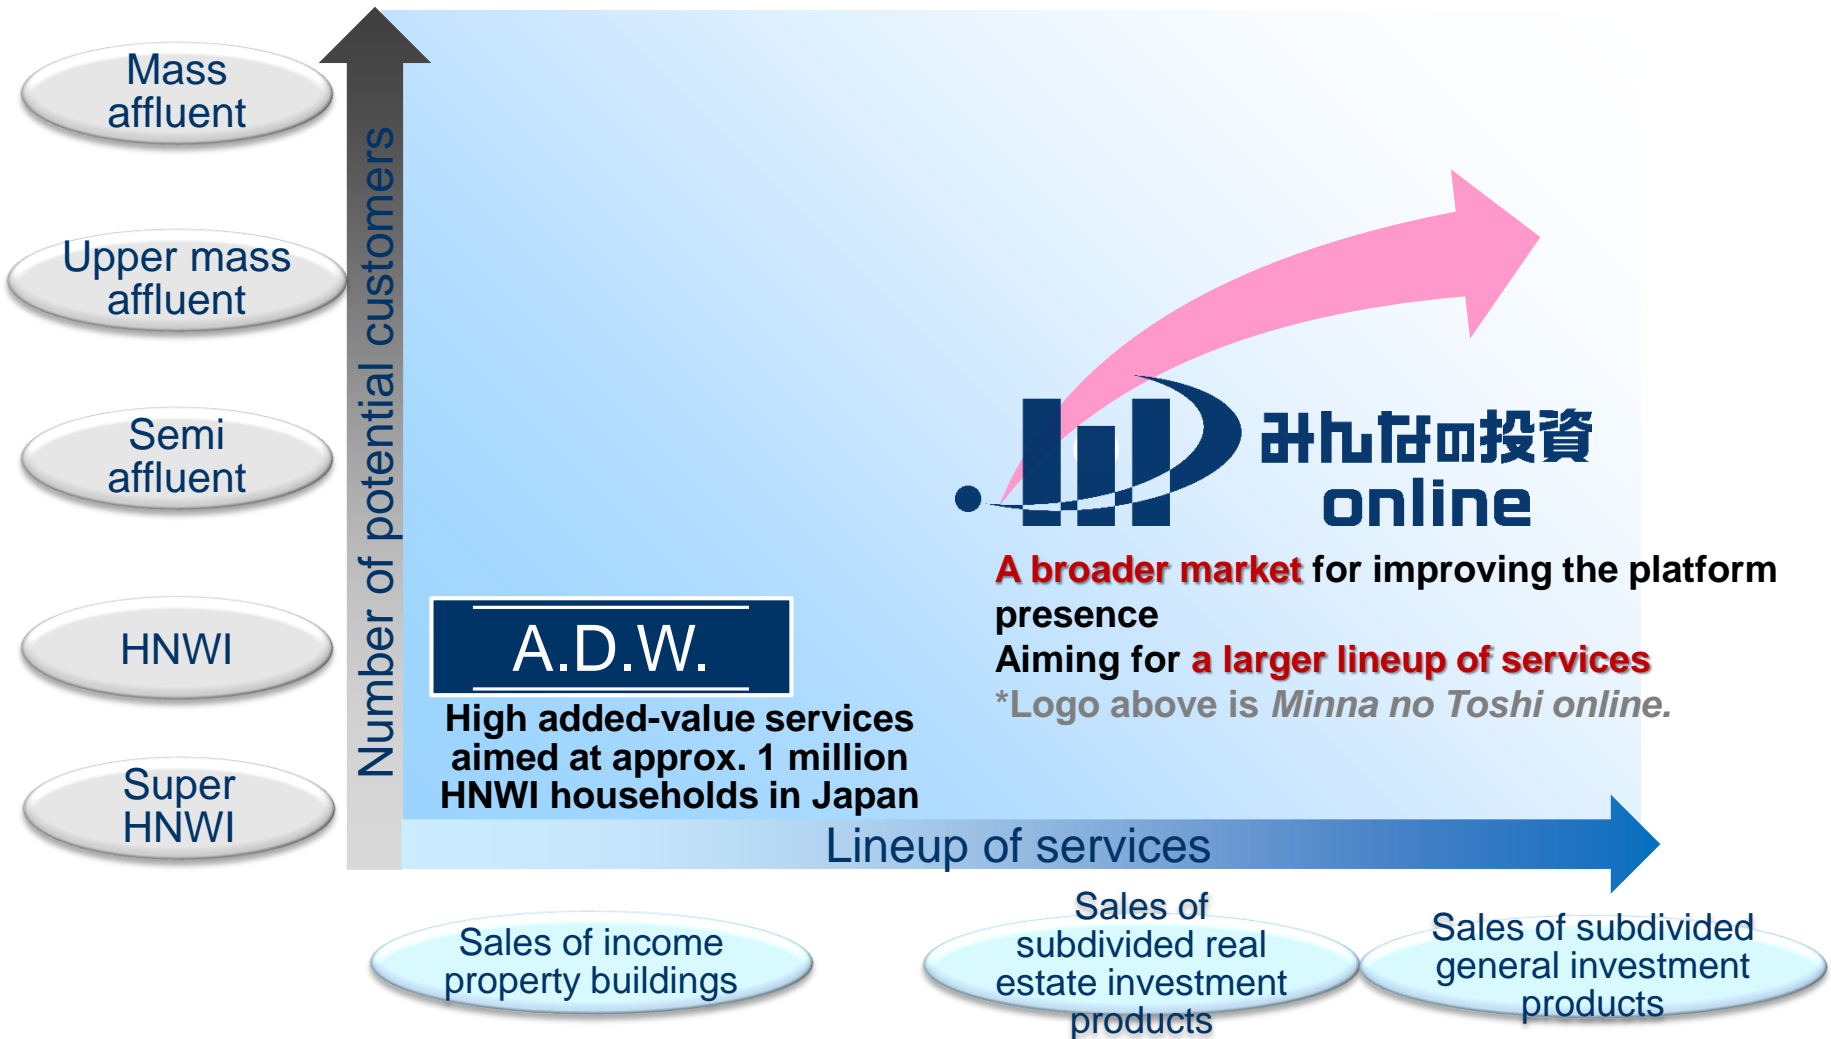 Mass
affluent
Upper mass
affluent
Semi
affluent
HNWI
Super
HNWI
Number of potential customers
みんなの投資
online
A broader market for improving the platform
presence
Aiming for a larger lineup of services
*Logo above is Minna no Toshi online.
A.D.W.
High added-value services
aimed at approx. 1 million
HNWI households in Japan
Lineup of services
Sales of income
property buildings
Sales of
subdivided real
estate investment
products
Sales of subdivided
general investment
products